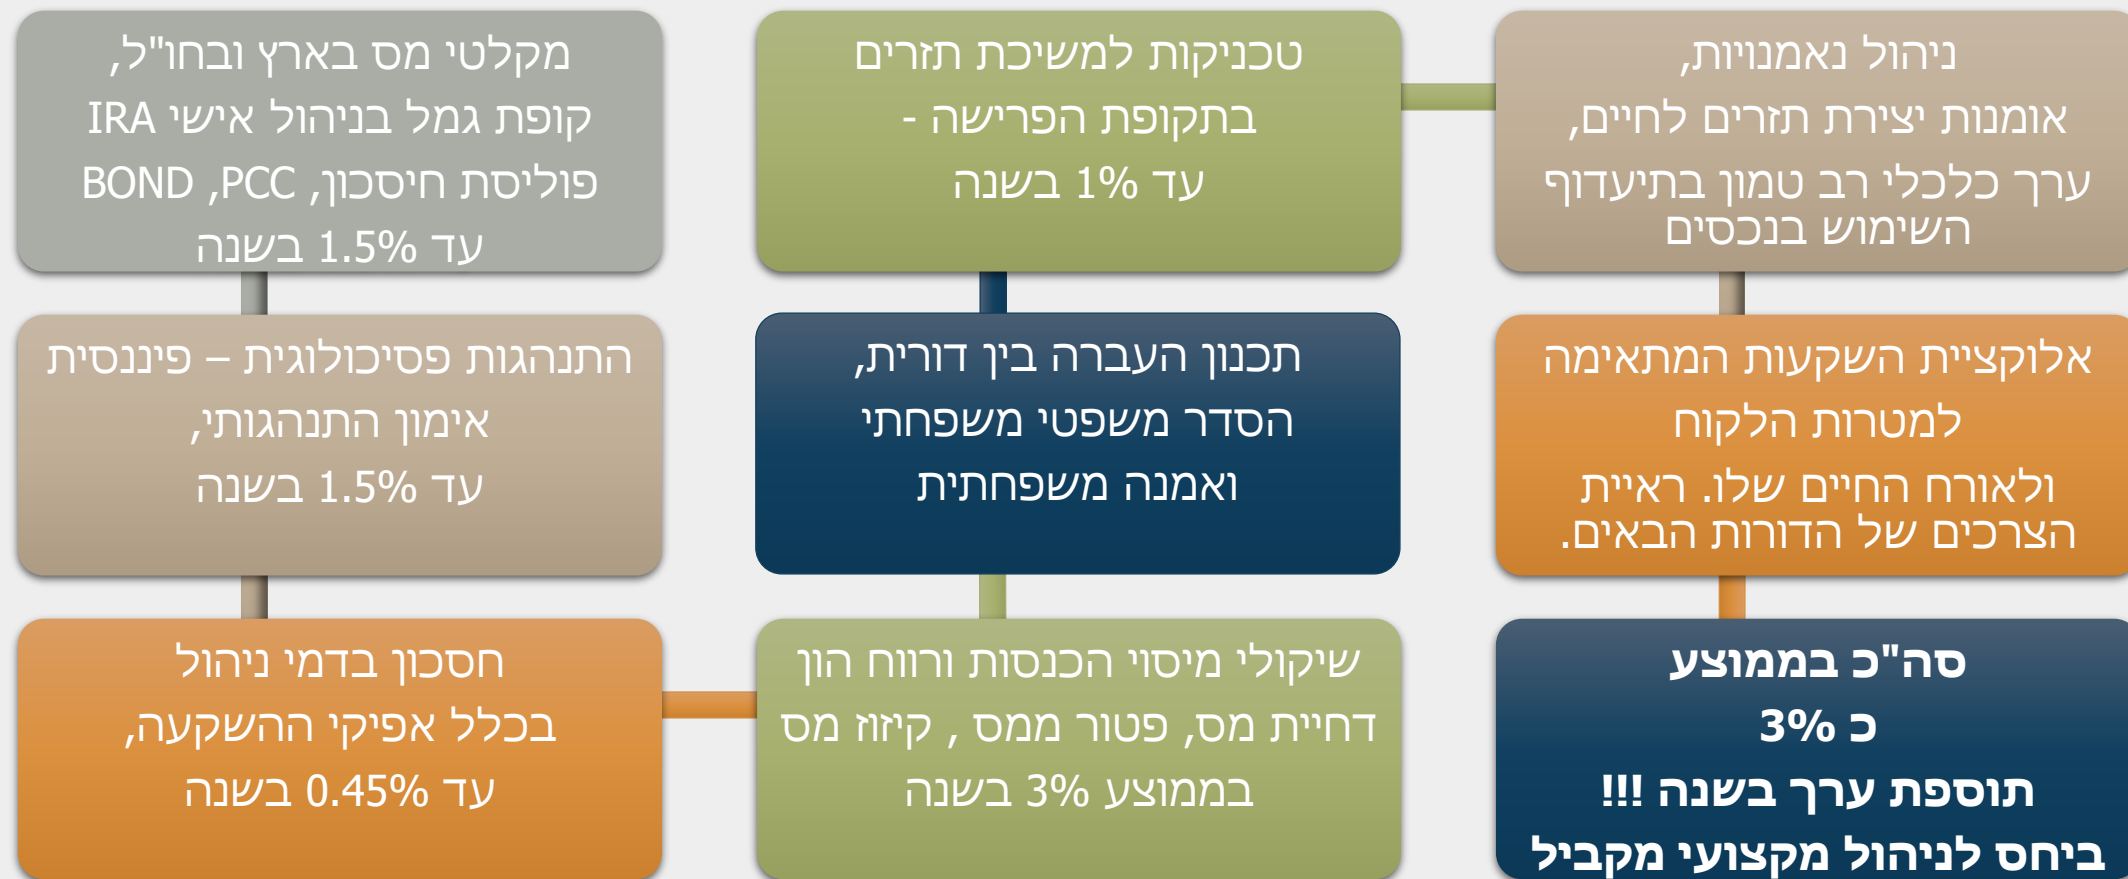 מקלטי מס בארץ ובחו"ל,
קופת גמל בניהול אישי IRA
פוליסת חיסכון, BOND ,PCC
עד 1.5% בשנה
התנהגות פסיכולוגית – פיננסית
אימון התנהגותי,
עד 1.5% בשנה
חסכון בדמי ניהול
בכלל אפיקי ההשקעה,
עד 0.45% בשנה
שיקולי מיסוי הכנסות ורווח הון
דחיית מס, פטור ממס , קיזוז מס
בממוצע 3% בשנה
תכנון העברה בין דורית,
הסדר משפטי משפחתי
ואמנה משפחתית
טכניקות למשיכת תזרים
בתקופת הפרישה -
עד 1% בשנה
ניהול נאמנויות,
אומנות יצירת תזרים לחיים,
ערך כלכלי רב טמון בתיעדוף
השימוש בנכסים
אלוקציית השקעות המתאימה
למטרות הלקוח
ולאורח החיים שלו. ראיית
הצרכים של הדורות הבאים.
סה"כ בממוצע
כ 3%
תוספת ערך בשנה !!!
ביחס לניהול מקצועי מקביל